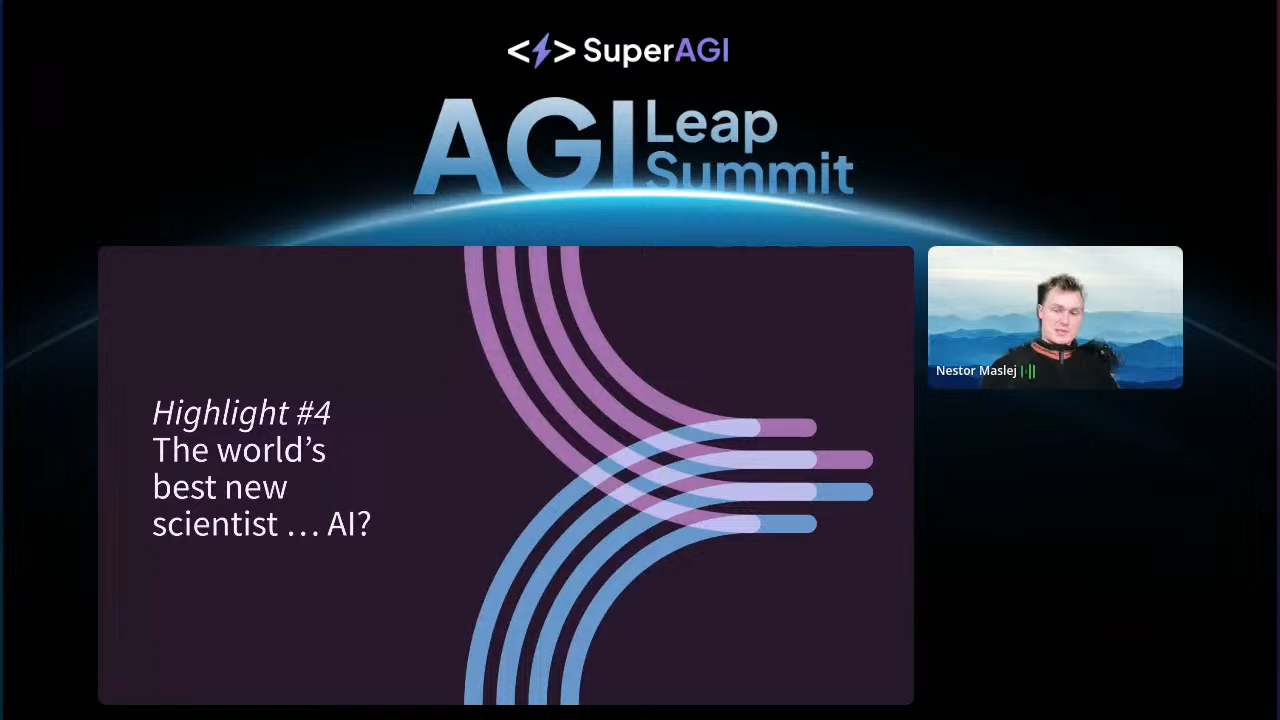 <⚡> SuperAGI
AGI Leap
Summit
Highlight #4
The world’s
best new
scientist … AI?
Nestor Maslej